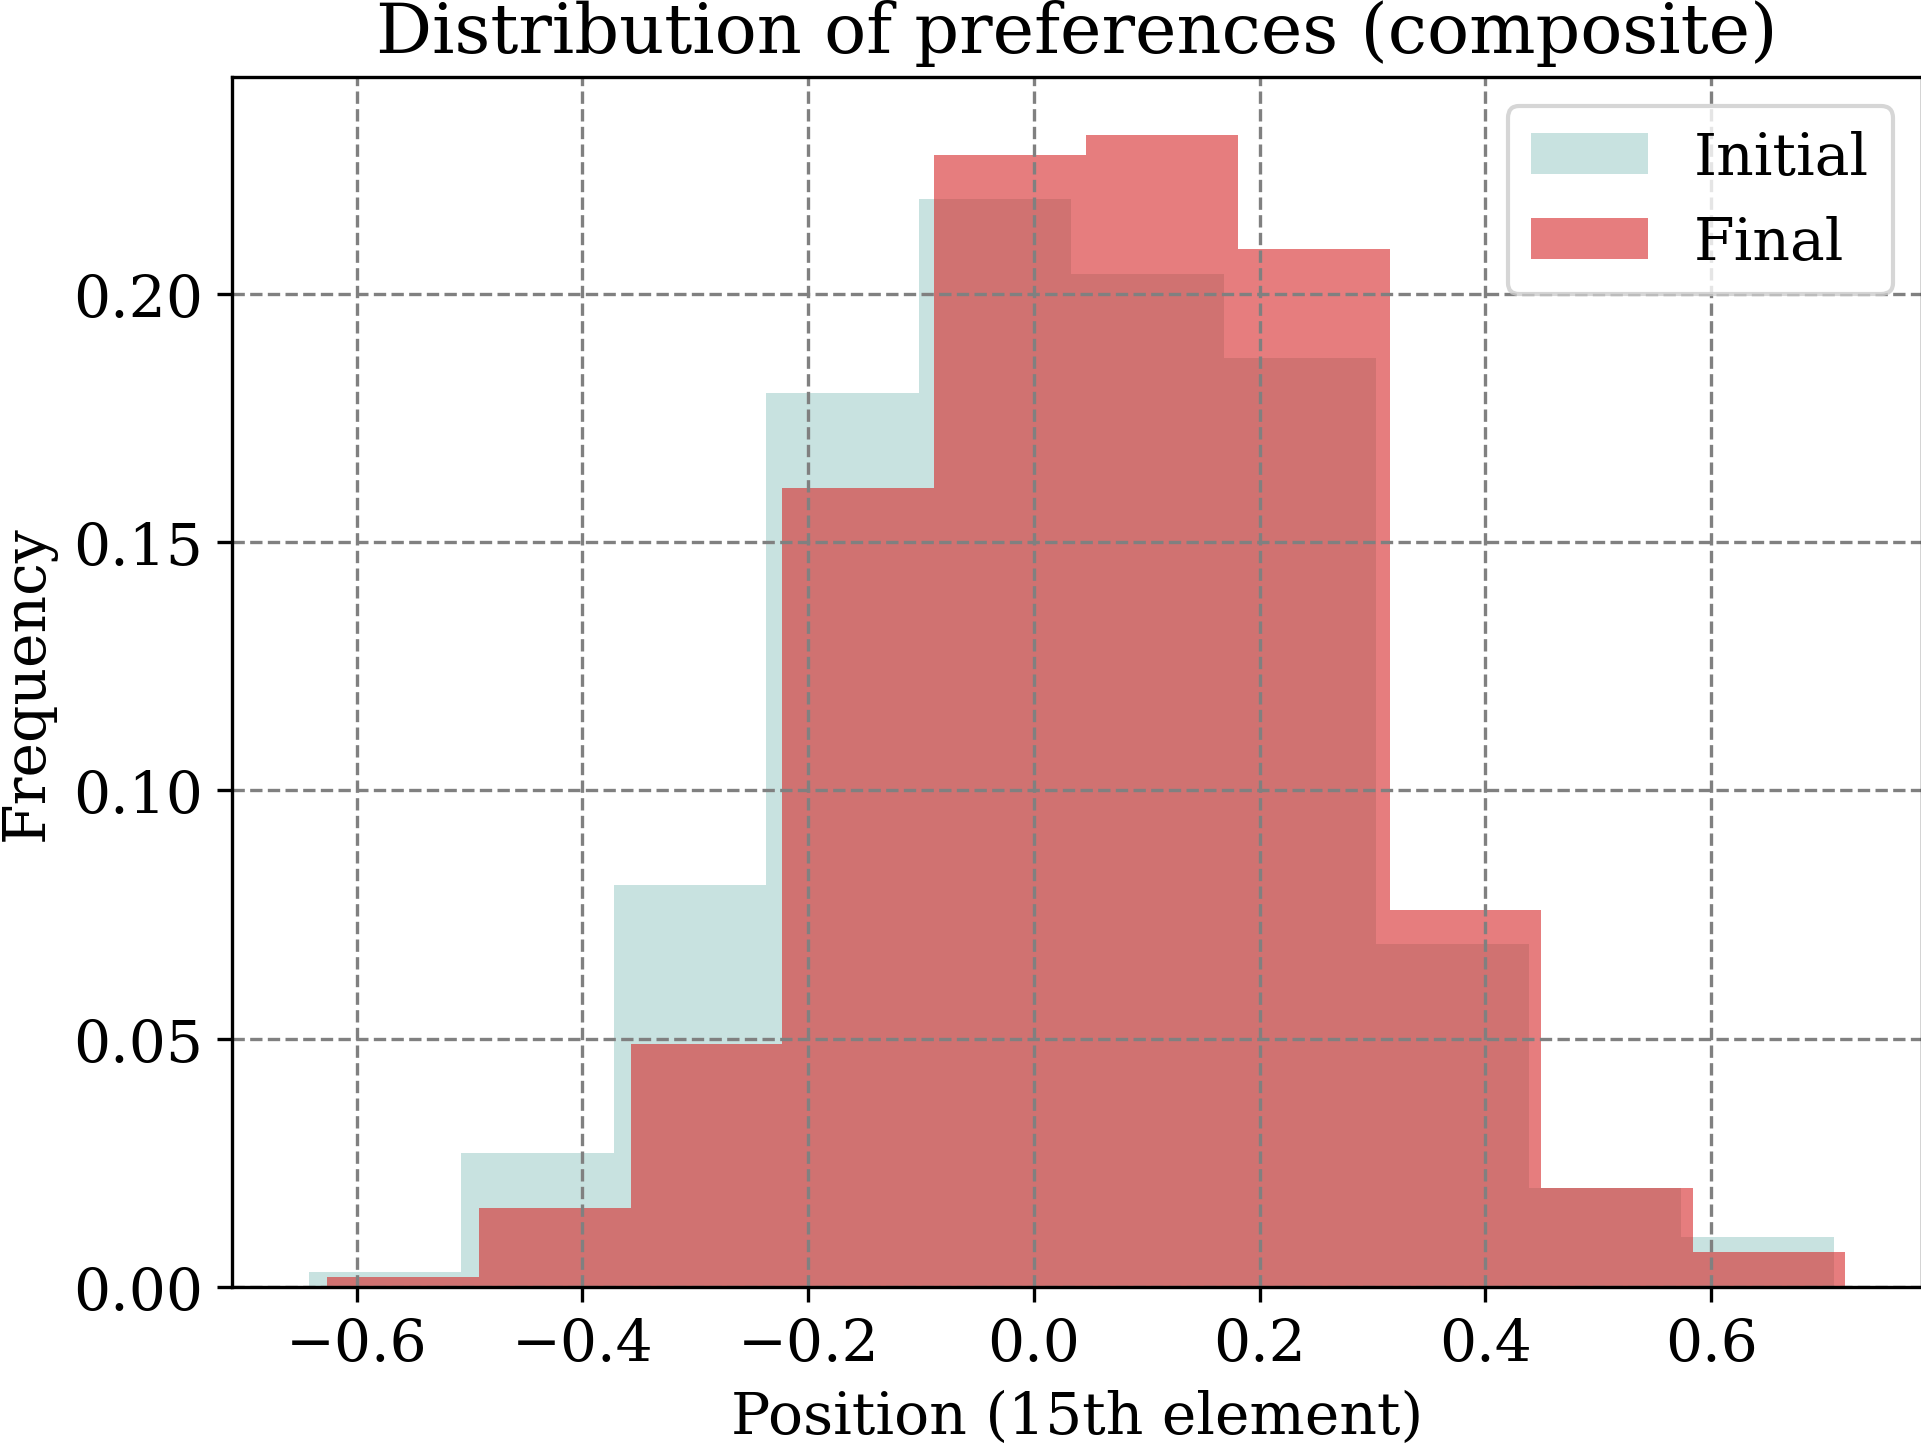 Distribution of preferences (composite)
Initial
Final
Frequency
0.20
0.15
0.10
0.05
0.00
−0.6 −0.4 −0.2 0.0 0.2 0.4 0.6
Position (15th element)